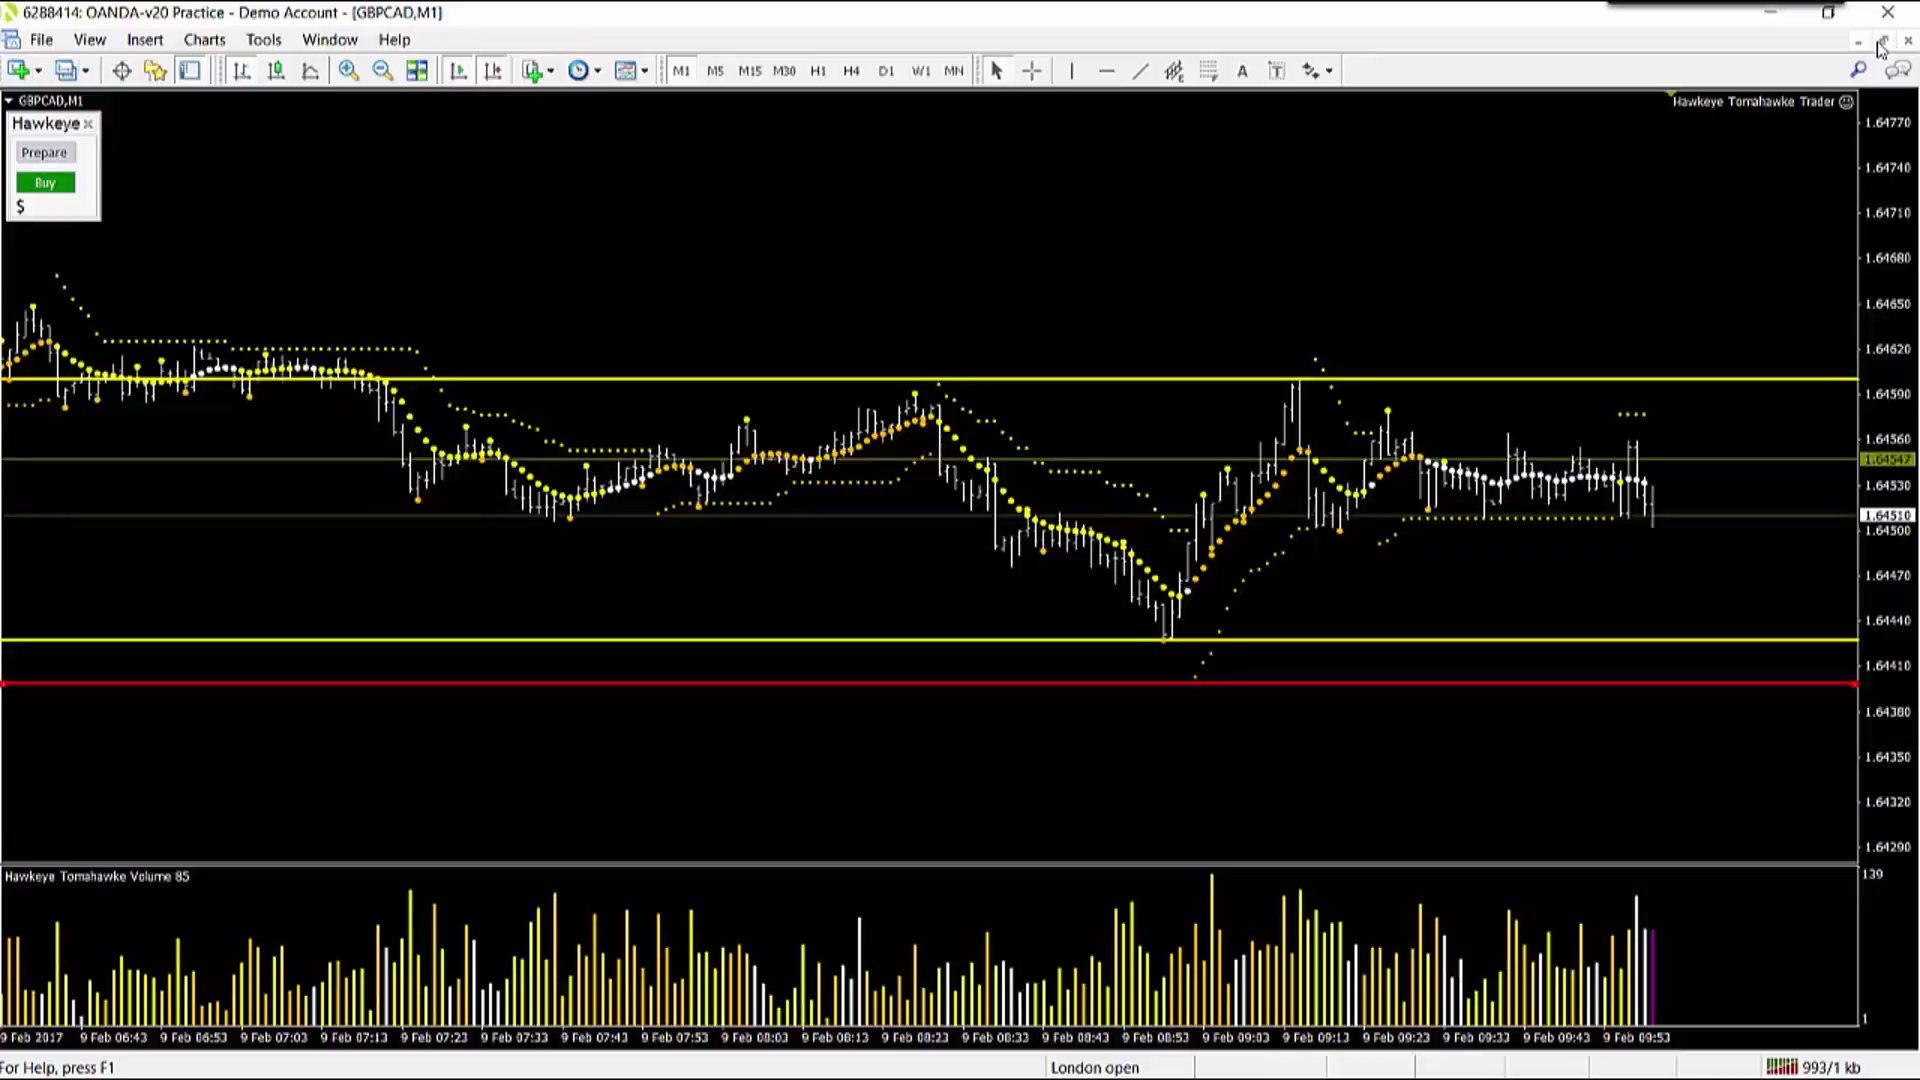 6288414: OANDA-v20 Practice - Demo Account - [GBPCAD,M1]
File View Insert Charts Tools Window Help
M1 M5 M15 M30 H1 H4 D1 W1 MN A T
GBPCAD,M1
Hawkeye Tomahawke Trader
Hawkeye
Prepare
Buy
$
1.64770
1.64740
1.64710
1.64680
1.64650
1.64620
1.64590
1.64560
1.64547
1.64530
1.64510
1.64500
1.64470
1.64440
1.64410
1.64380
1.64350
1.64320
1.64290
Hawkeye Tomahawke Volume 85
139
1
9 Feb 2017 9 Feb 06:43 9 Feb 06:53 9 Feb 07:03 9 Feb 07:13 9 Feb 07:23 9 Feb 07:33 9 Feb 07:43 9 Feb 07:53 9 Feb 08:03 9 Feb 08:13 9 Feb 08:23 9 Feb 08:33 9 Feb 08:43 9 Feb 08:53 9 Feb 09:03 9 Feb 09:13 9 Feb 09:23 9 Feb 09:33 9 Feb 09:43 9 Feb 09:53
For Help, press F1
London open
993/1 kb